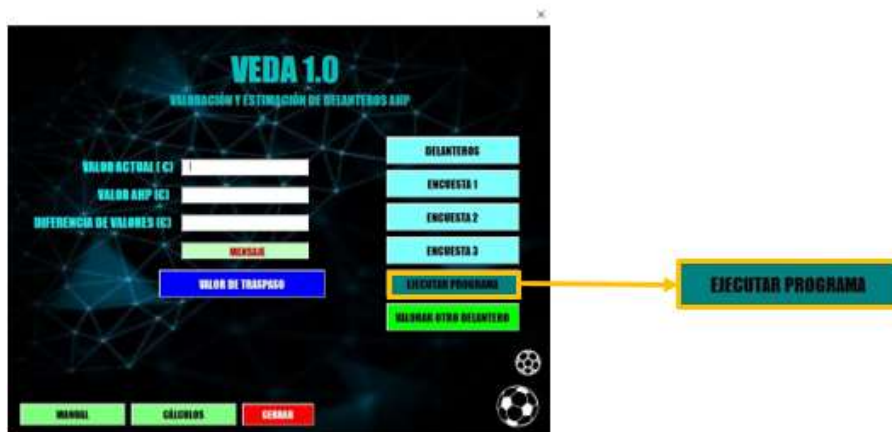 VEDA 1.0
VALORACIÓN Y ESTIMACIÓN DE DELANTEROS AHP
VALOR ACTUAL (€)
VALOR AHP (€)
DIFERENCIA DE VALORES (€)
MENSAJE
VALOR DE TRASPASO
DELANTEROS
ENCUESTA 1
ENCUESTA 2
ENCUESTA 3
EJECUTAR PROGRAMA
VALORAR OTRO DELANTERO
EJECUTAR PROGRAMA
MANUAL
CÁLCULOS
CERRAR